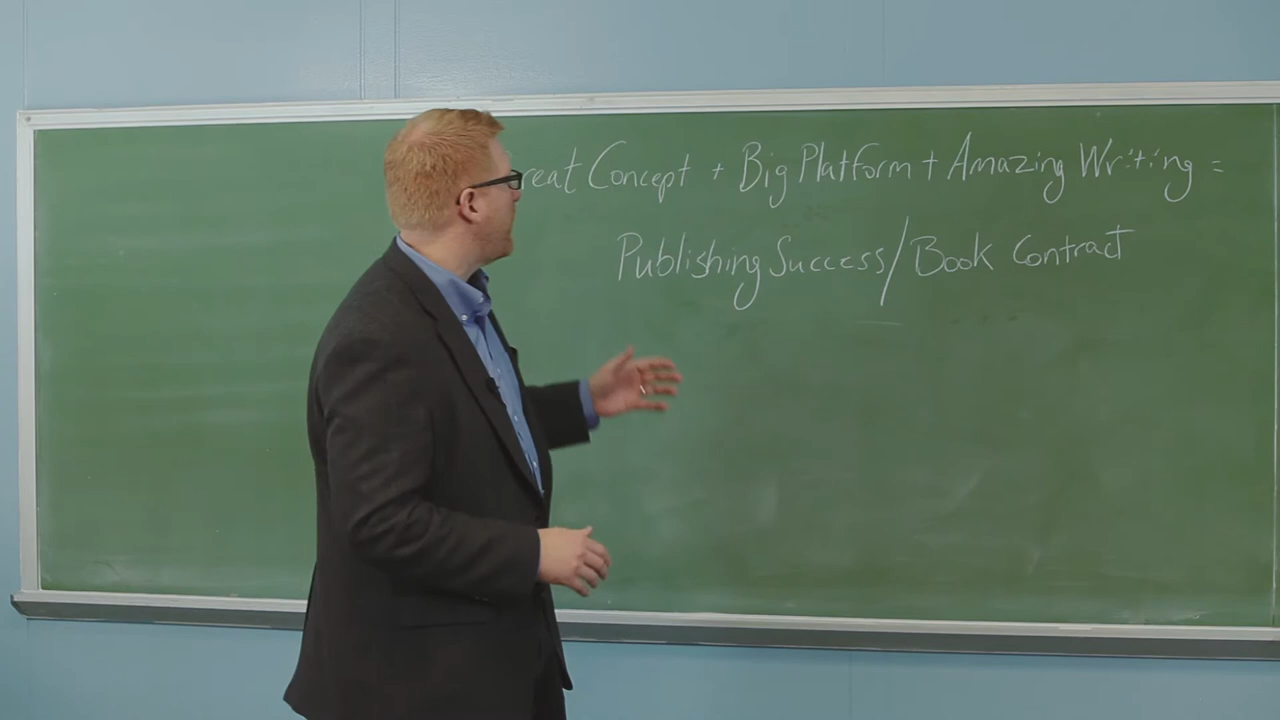 reat Concept + Big Platform + Amazing Writing =
Publishing Success/Book Contract